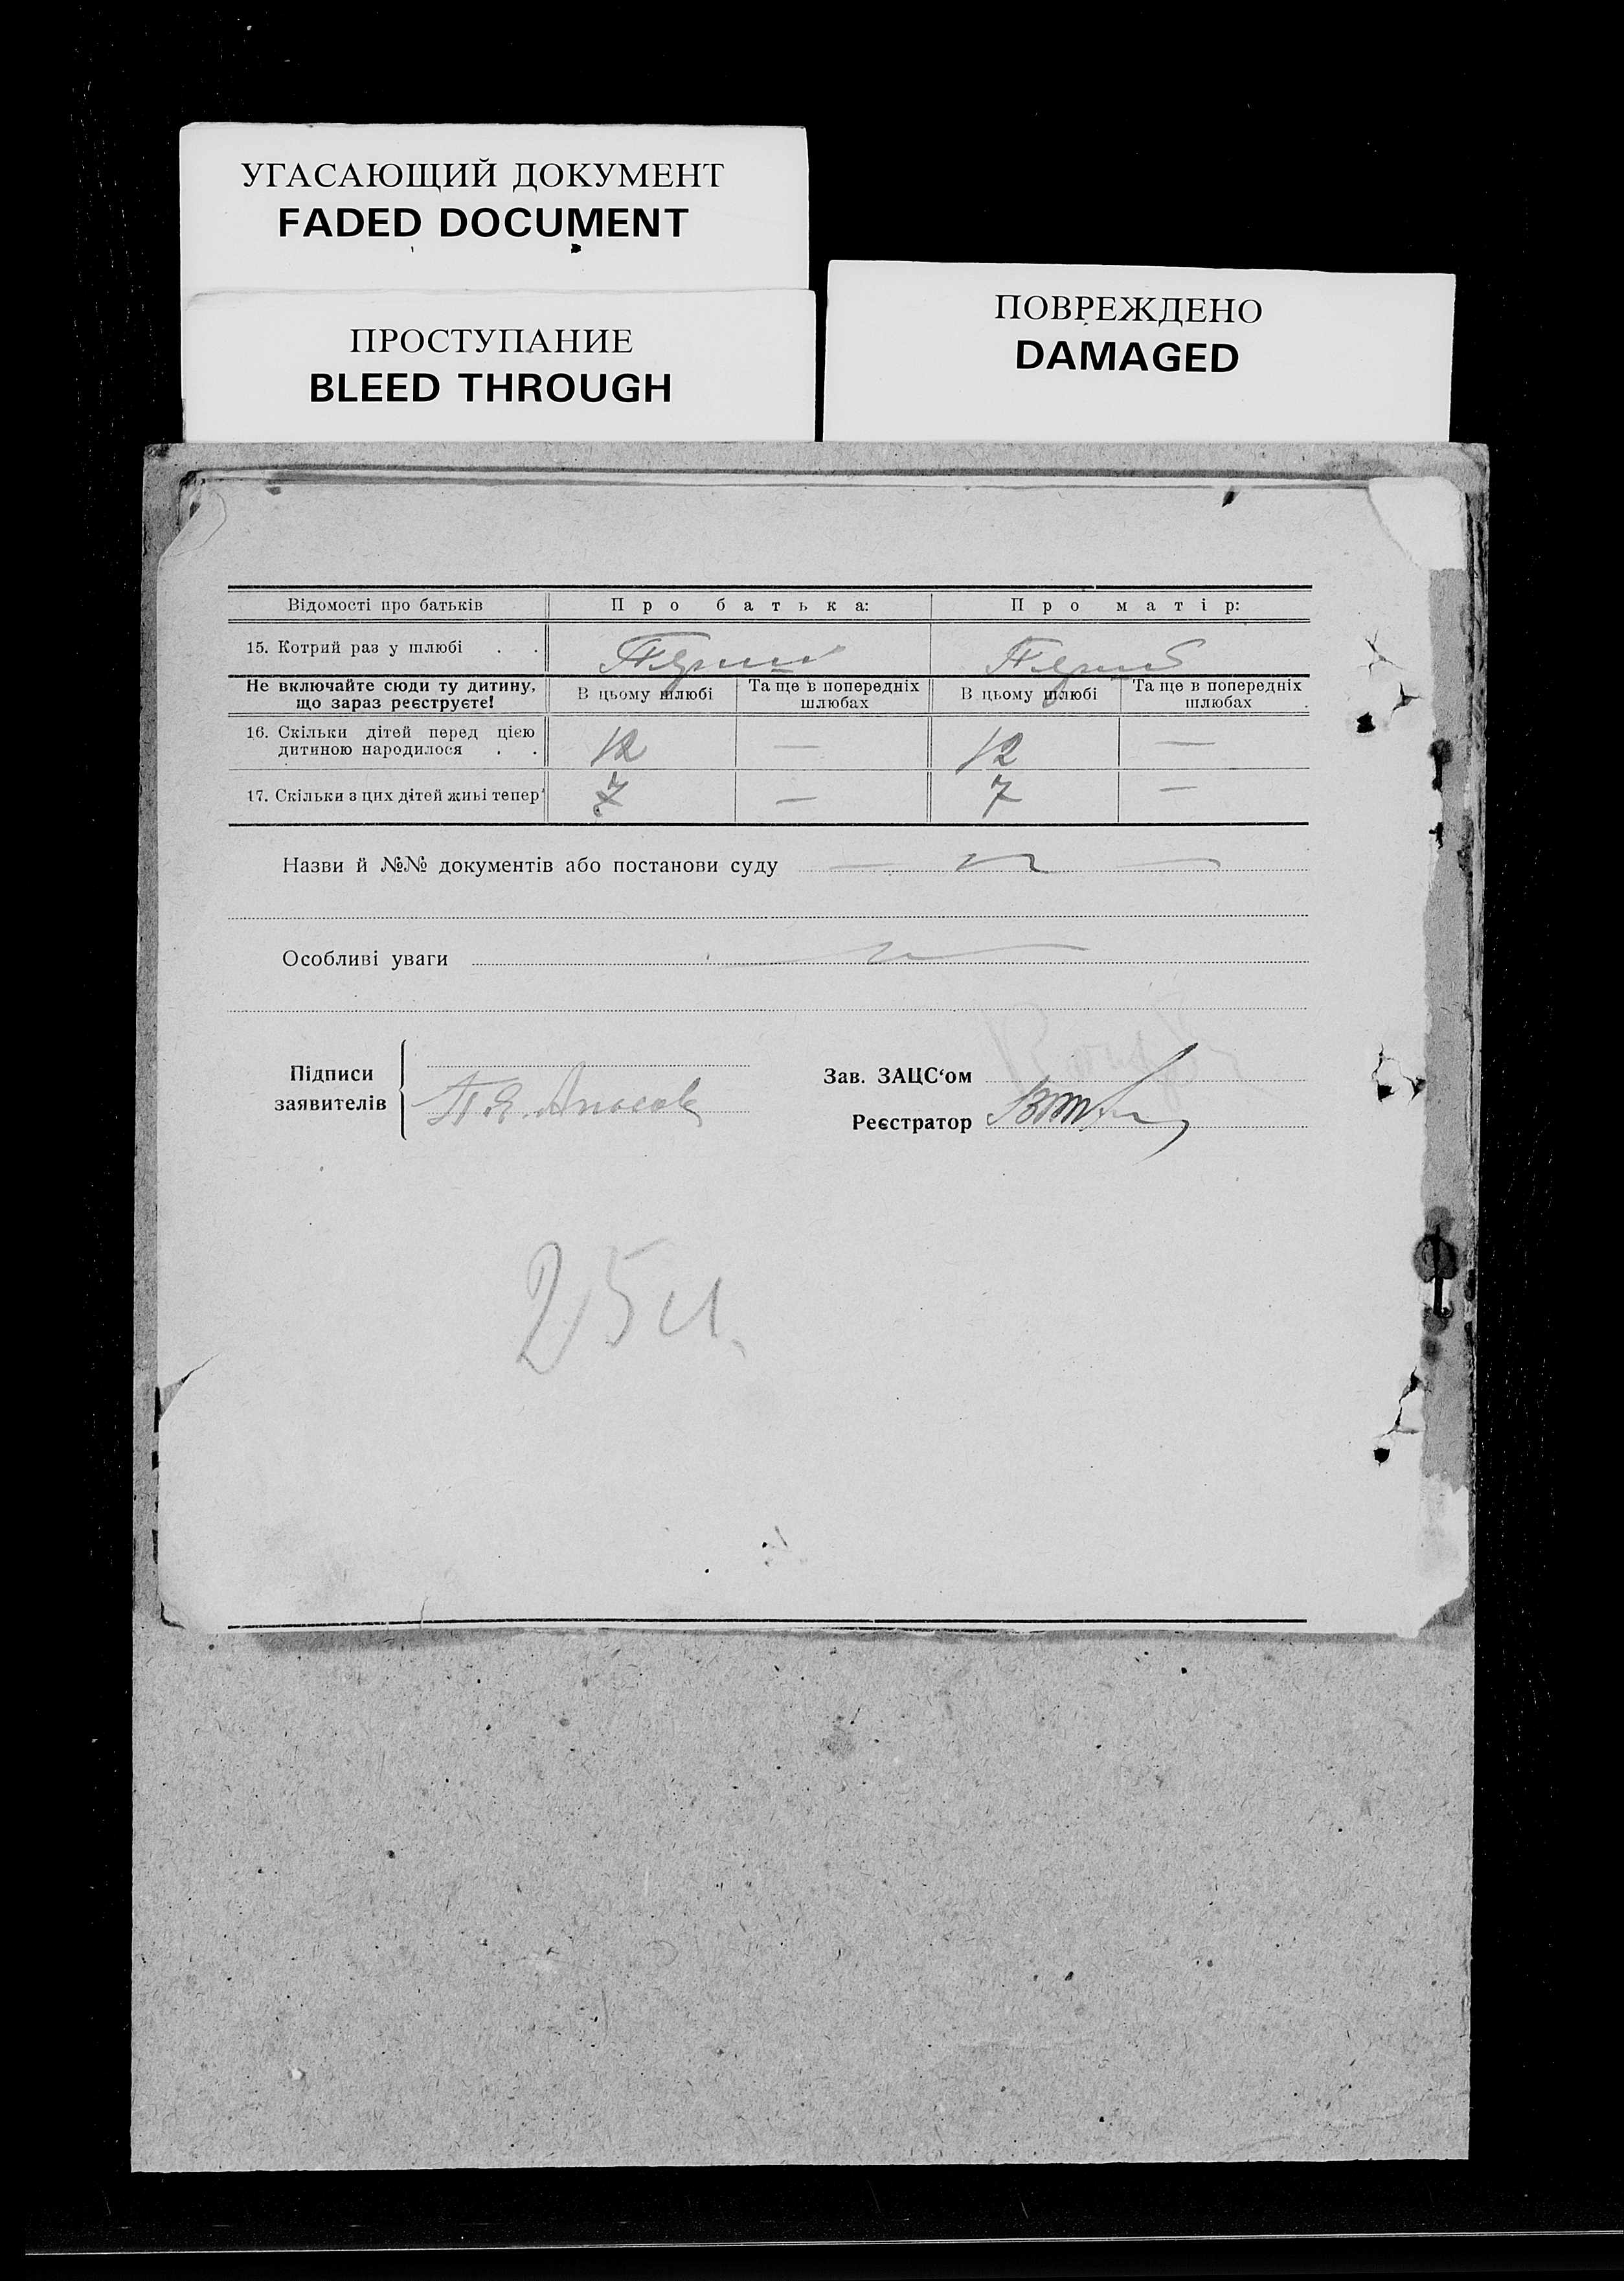 УГАСАЮЩИЙ ДОКУМЕНТ
FADED DOCUMENT
ПРОСТУПАНИЕ
BLEED THROUGH
ПОВРЕЖДЕНО
DAMAGED
Відомості про батьків Про батька: Про матір:
15. Котрий раз у шлюбі . .
Не включайте сюди ту дитину, що зараз реєструєте!
В цьому шлюбі
Та ще в попередніх шлюбах
В цьому шлюбі
Та ще в попередніх шлюбах
16. Скільки дітей перед цією
дитиною народилося . . 12 — 12 —
17. Скільки з цих дітей живі тепер 7 — 7 —
Назви й №№ документів або постанови суду
Особливі уваги
Підписи
заявителів
Зав. ЗАЦС‘ом
Реєстратор